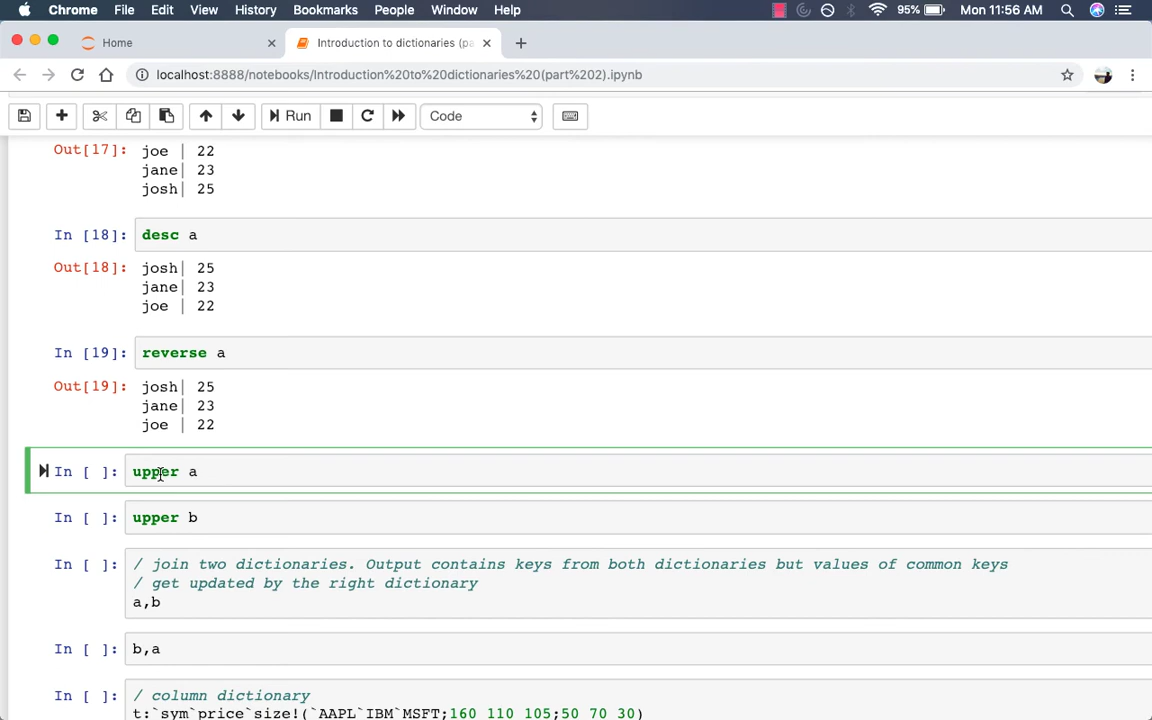 Chrome File Edit View History Bookmarks People Window Help 95% Mon 11:56 AM
Home Introduction to dictionaries (pa
localhost:8888/notebooks/Introduction%20to%20dictionaries%20(part%202).ipynb
Run Code
Out[17]: joe | 22
jane| 23
josh| 25
In [18]: desc a
Out[18]: josh| 25
jane| 23
joe | 22
In [19]: reverse a
Out[19]: josh| 25
jane| 23
joe | 22
In [ ]: upper a
In [ ]: upper b
In [ ]: / join two dictionaries. Output contains keys from both dictionaries but values of common keys
/ get updated by the right dictionary
a,b
In [ ]: b,a
In [ ]: / column dictionary
t:`sym`price`size!(`AAPL`IBM`MSFT;160 110 105;50 70 30)